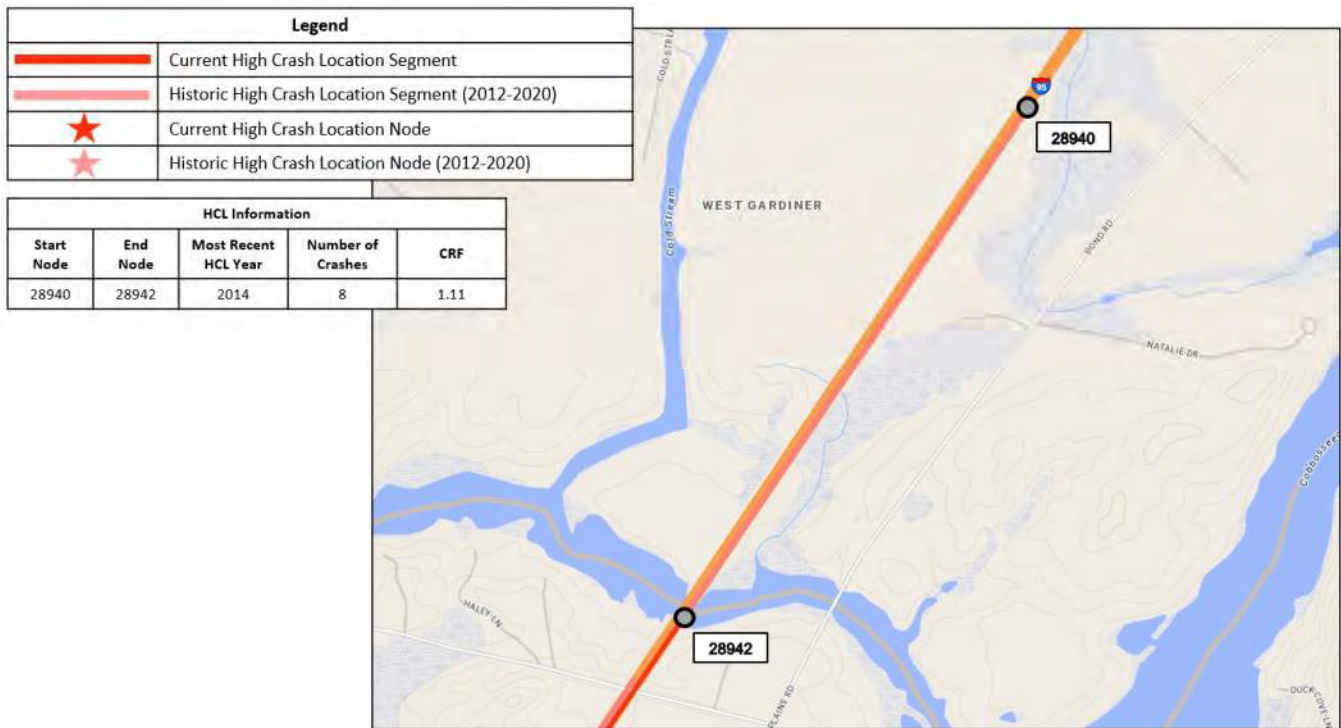 Legend
Current High Crash Location Segment
Historic High Crash Location Segment (2012-2020)
Current High Crash Location Node
Historic High Crash Location Node (2012-2020)
HCL Information
Start Node End Node Most Recent HCL Year Number of Crashes CRF
28940 28942 2014 8 1.11
COLD STREA
95
28940
WEST GARDINER
Cold Stream
POND RD
NATALIE DR
Cobbossee
HALEY LN
28942
PLAINS RD
DUCK COVE LN